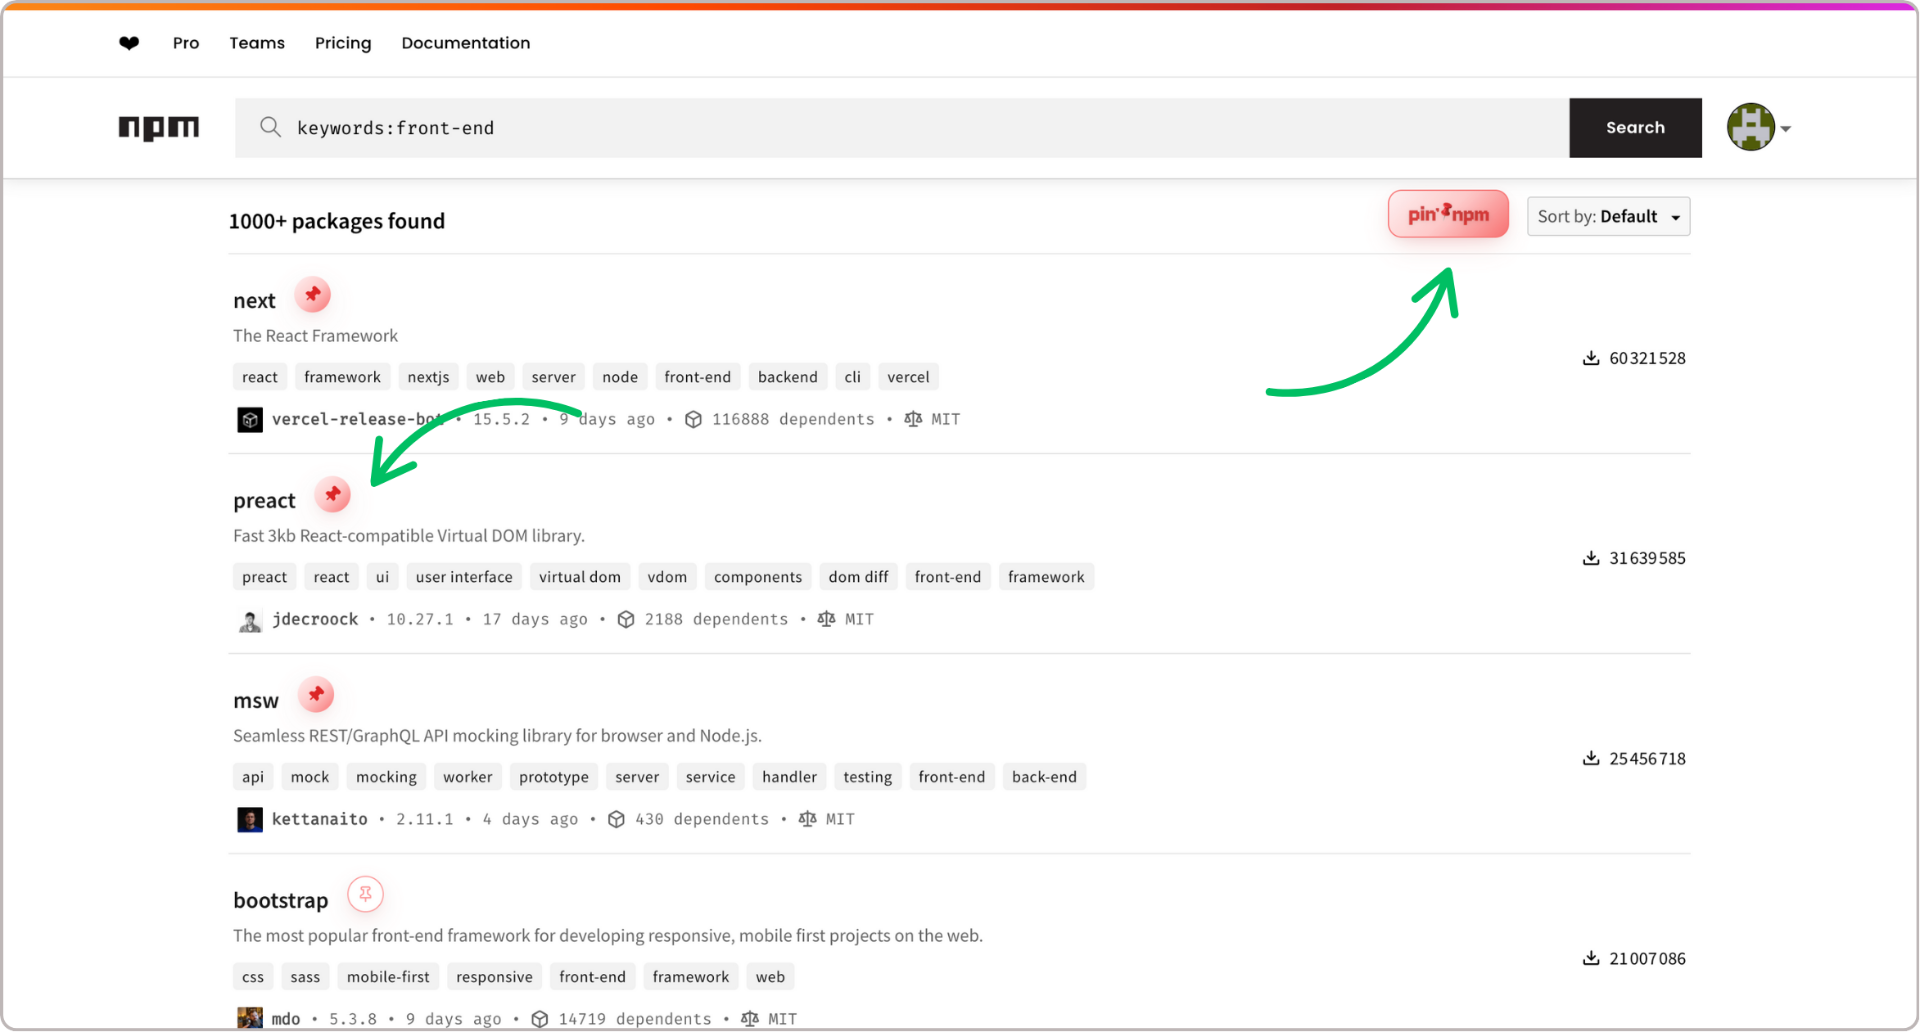 Pro Teams Pricing Documentation
npm keywords:front-end Search
1000+ packages found pin npm Sort by: Default
next
The React Framework
60321528
react framework nextjs web server node front-end backend cli vercel
vercel-release-bot • 15.5.2 • 9 days ago • 116888 dependents • MIT
preact
Fast 3kb React-compatible Virtual DOM library.
31639585
preact react ui user interface virtual dom vdom components dom diff front-end framework
jdecroock • 10.27.1 • 17 days ago • 2188 dependents • MIT
msw
Seamless REST/GraphQL API mocking library for browser and Node.js.
25456718
api mock mocking worker prototype server service handler testing front-end back-end
kettanaito • 2.11.1 • 4 days ago • 430 dependents • MIT
bootstrap
The most popular front-end framework for developing responsive, mobile first projects on the web.
21007086
css sass mobile-first responsive front-end framework web
mdo • 5.3.8 • 9 days ago • 14719 dependents • MIT